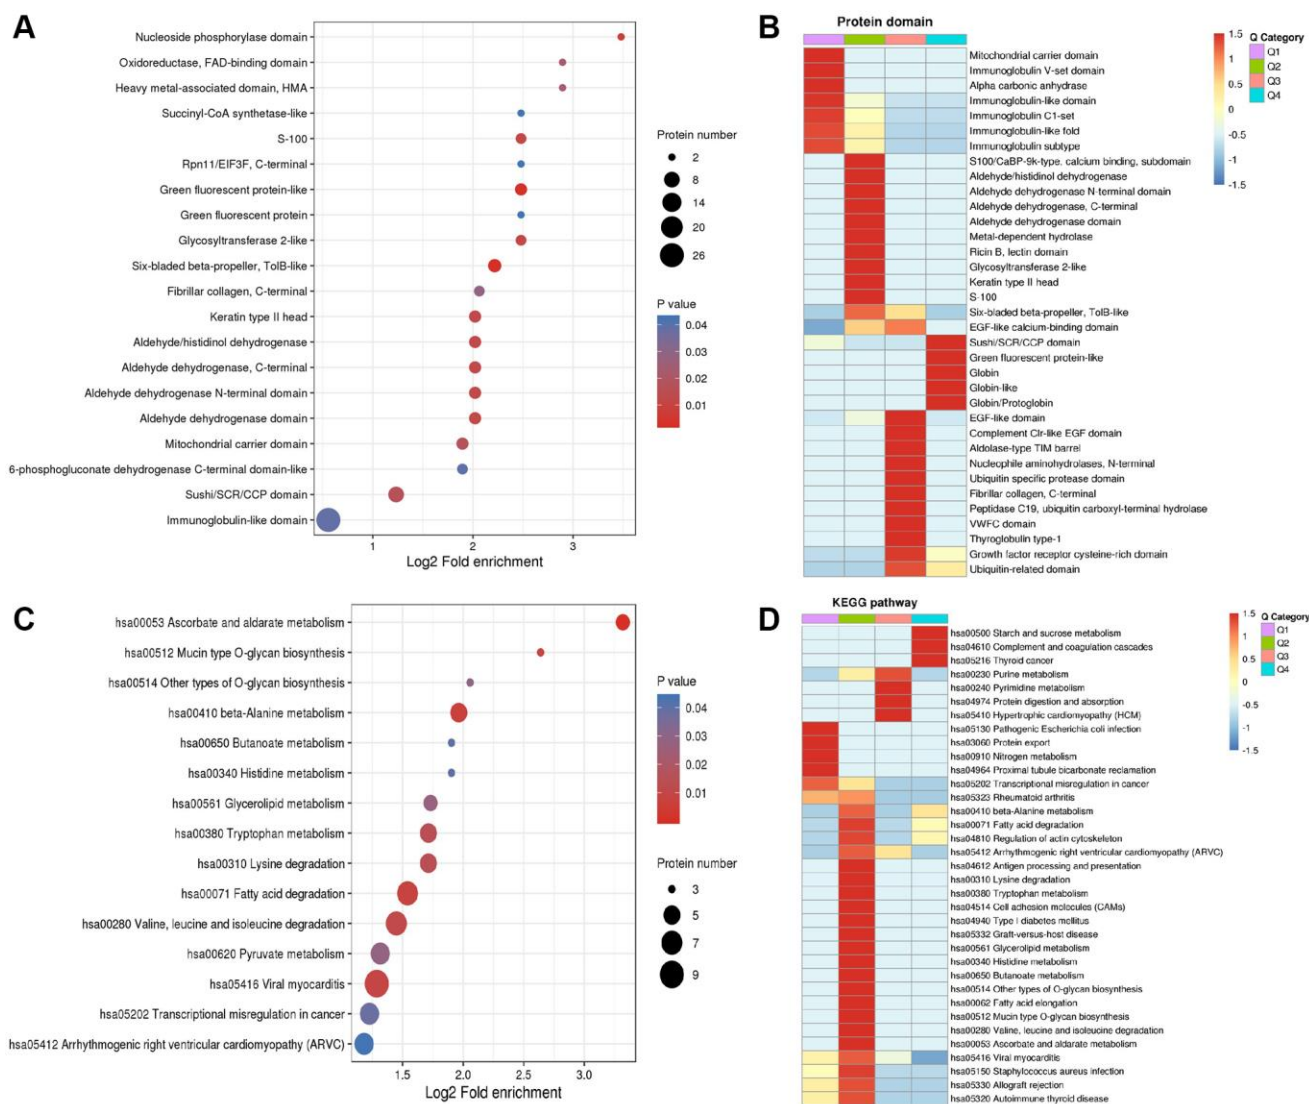 A
Nucleoside phosphorylase domain
Oxidoreductase, FAD-binding domain
Heavy metal-associated domain, HMA
Succinyl-CoA synthetase-like
S-100
Rpn11/EIF3F, C-terminal
Green fluorescent protein-like
Green fluorescent protein
Glycosyltransferase 2-like
Six-bladed beta-propeller, TolB-like
Fibrillar collagen, C-terminal
Keratin type II head
Aldehyde/histidinol dehydrogenase
Aldehyde dehydrogenase, C-terminal
Aldehyde dehydrogenase N-terminal domain
Aldehyde dehydrogenase domain
Mitochondrial carrier domain
6-phosphogluconate dehydrogenase C-terminal domain-like
Sushi/SCR/CCP domain
Immunoglobulin-like domain
1 2 3
Log2 Fold enrichment
Protein number
2
8
14
20
26
P value
0.04
0.03
0.02
0.01
B
Protein domain
Mitochondrial carrier domain
Immunoglobulin V-set domain
Alpha carbonic anhydrase
Immunoglobulin-like domain
Immunoglobulin C1-set
Immunoglobulin-like fold
Immunoglobulin subtype
S100/CaBP-9k-type, calcium binding, subdomain
Aldehyde/histidinol dehydrogenase
Aldehyde dehydrogenase N-terminal domain
Aldehyde dehydrogenase, C-terminal
Aldehyde dehydrogenase domain
Metal-dependent hydrolase
Ricin B, lectin domain
Glycosyltransferase 2-like
Keratin type II head
S-100
Six-bladed beta-propeller, TolB-like
EGF-like calcium-binding domain
Sushi/SCR/CCP domain
Green fluorescent protein-like
Globin
Globin-like
Globin/Protoglobin
EGF-like domain
Complement Clr-like EGF domain
Aldolase-type TIM barrel
Nucleophile aminohydrolases, N-terminal
Ubiquitin specific protease domain
Fibrillar collagen, C-terminal
Peptidase C19, ubiquitin carboxyl-terminal hydrolase
VWFC domain
Thyroglobulin type-1
Growth factor receptor cysteine-rich domain
Ubiquitin-related domain
1.5
1
0.5
0
-0.5
-1
-1.5
Q Category
Q1
Q2
Q3
Q4
C
hsa00053 Ascorbate and aldarate metabolism
hsa00512 Mucin type O-glycan biosynthesis
hsa00514 Other types of O-glycan biosynthesis
hsa00410 beta-Alanine metabolism
hsa00650 Butanoate metabolism
hsa00340 Histidine metabolism
hsa00561 Glycerolipid metabolism
hsa00380 Tryptophan metabolism
hsa00310 Lysine degradation
hsa00071 Fatty acid degradation
hsa00280 Valine, leucine and isoleucine degradation
hsa00620 Pyruvate metabolism
hsa05416 Viral myocarditis
hsa05202 Transcriptional misregulation in cancer
hsa05412 Arrhythmogenic right ventricular cardiomyopathy (ARVC)
1.5 2.0 2.5 3.0
Log2 Fold enrichment
P value
0.04
0.03
0.02
0.01
Protein number
3
5
7
9
D
KEGG pathway
hsa00500 Starch and sucrose metabolism
hsa04610 Complement and coagulation cascades
hsa05216 Thyroid cancer
hsa00230 Purine metabolism
hsa00240 Pyrimidine metabolism
hsa04974 Protein digestion and absorption
hsa05410 Hypertrophic cardiomyopathy (HCM)
hsa05130 Pathogenic Escherichia coli infection
hsa03060 Protein export
hsa00910 Nitrogen metabolism
hsa04964 Proximal tubule bicarbonate reclamation
hsa05202 Transcriptional misregulation in cancer
hsa05323 Rheumatoid arthritis
hsa00410 beta-Alanine metabolism
hsa00071 Fatty acid degradation
hsa04810 Regulation of actin cytoskeleton
hsa05412 Arrhythmogenic right ventricular cardiomyopathy (ARVC)
hsa04612 Antigen processing and presentation
hsa00310 Lysine degradation
hsa00380 Tryptophan metabolism
hsa04514 Cell adhesion molecules (CAMs)
hsa04940 Type I diabetes mellitus
hsa05332 Graft-versus-host disease
hsa00561 Glycerolipid metabolism
hsa00340 Histidine metabolism
hsa00650 Butanoate metabolism
hsa00514 Other types of O-glycan biosynthesis
hsa00062 Fatty acid elongation
hsa00512 Mucin type O-glycan biosynthesis
hsa00280 Valine, leucine and isoleucine degradation
hsa00053 Ascorbate and aldarate metabolism
hsa05416 Viral myocarditis
hsa05150 Staphylococcus aureus infection
hsa05330 Allograft rejection
hsa05320 Autoimmune thyroid disease
1.5
1
0.5
0
-0.5
-1
-1.5
Q Category
Q1
Q2
Q3
Q4